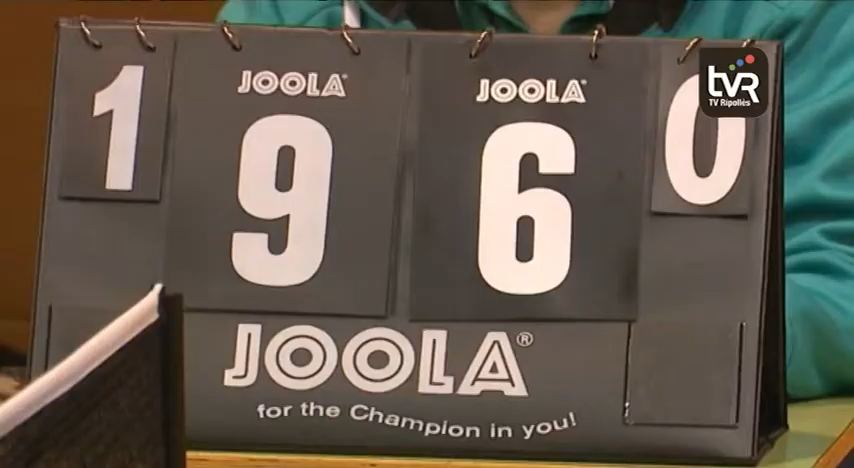 JOOLA® JOOLA®
1 9 6 0
tvR
TV Ripollès
JOOLA®
for the Champion in you!